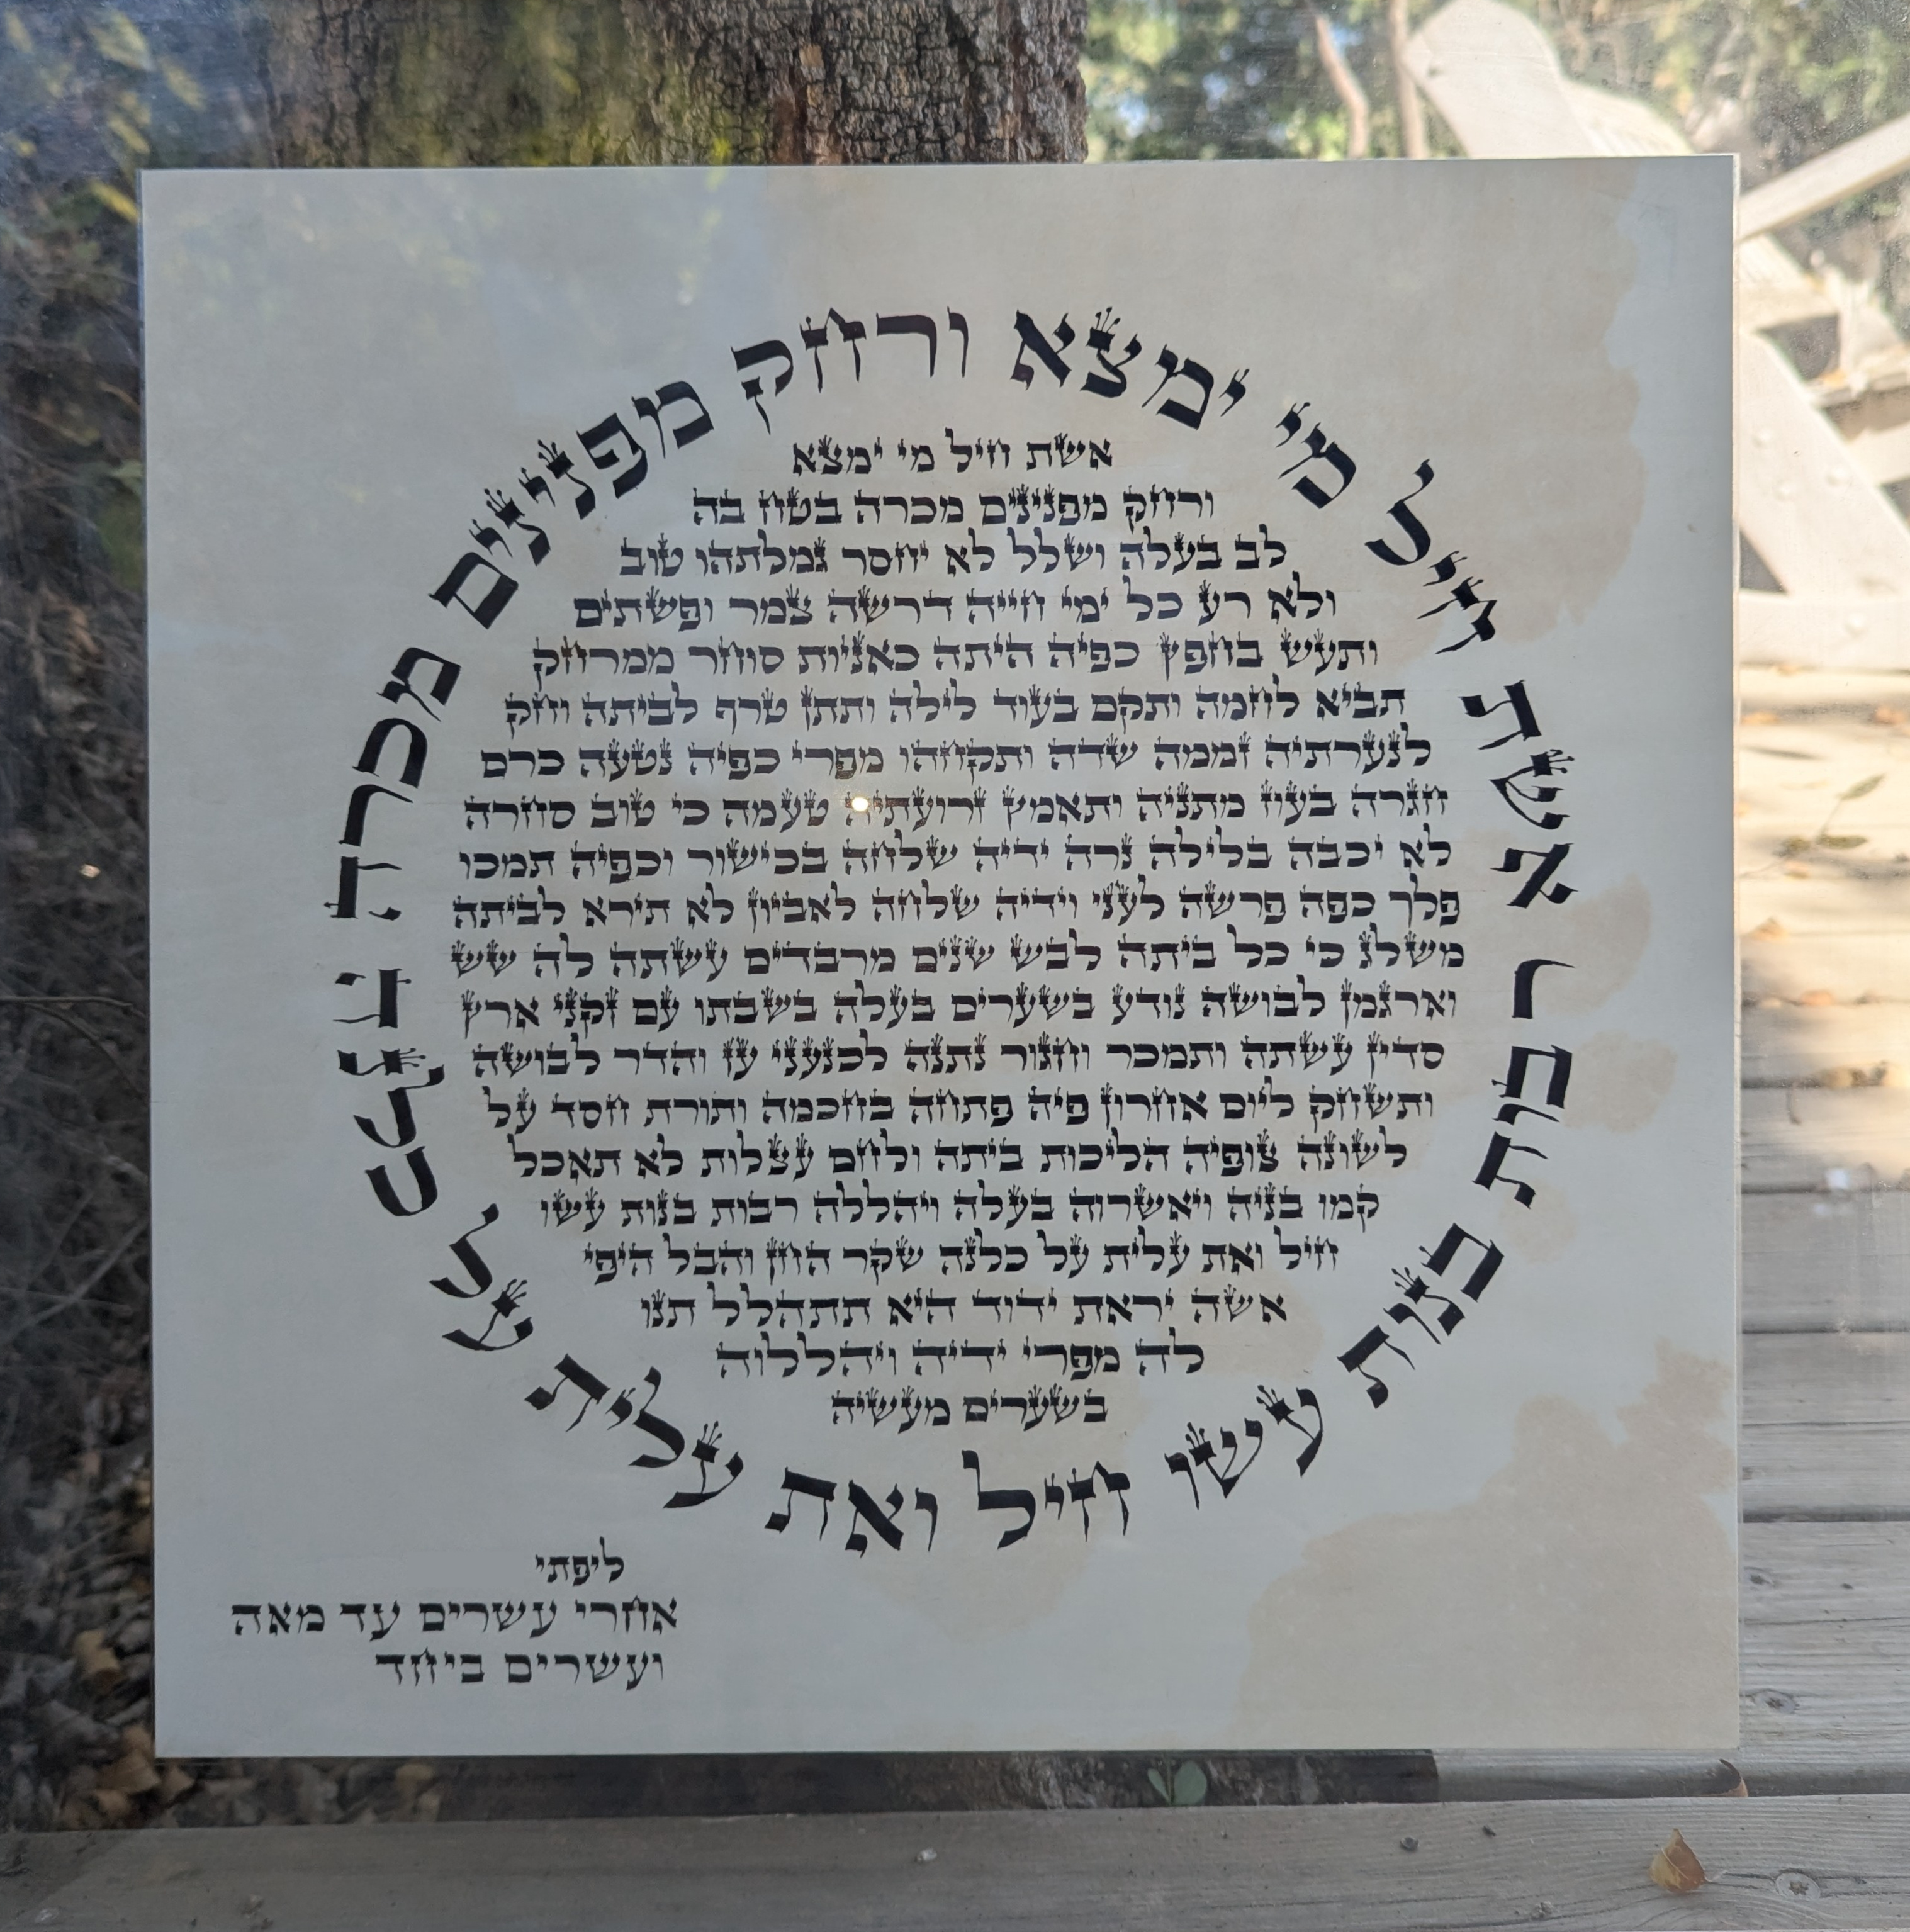 אשת חיל מי ימצא ורחק מפנינים מכרה
אשת חיל מי ימצא
ורחק מפנינים מכרה בטח בה
לב בעלה ושלל לא יחסר גמלתהו טוב
ולא רע כל ימי חייה דרשה צמר ופשתים
ותעש בחפץ כפיה היתה כאניות סוחר ממרחק
תביא לחמה ותקם בעוד לילה ותתן טרף לביתה וחק
לנערתיה זממה שדה ותקחהו מפרי כפיה נטעה כרם
חגרה בעוז מתניה ותאמץ זרועתיה טעמה כי טוב סחרה
לא יכבה בלילה נרה ידיה שלחה בכישור וכפיה תמכו
פלך כפה פרשה לעני וידיה שלחה לאביון לא תירא לביתה
משלג כי כל ביתה לבש שנים מרבדים עשתה לה שש
וארגמן לבושה נודע בשערים בעלה בשבתו עם זקני ארץ
סדין עשתה ותמכר וחגור נתנה לכנעני עז והדר לבושה
ותשחק ליום אחרון פיה פתחה בחכמה ותורת חסד על
לשונה צופיה הליכות ביתה ולחם עצלות לא תאכל
קמו בניה ויאשרוה בעלה ויהללה רבות בנות עשו
חיל ואת עלית על כלנה שקר החן והבל היפי
אשה יראת ידוד היא תתהלל תנו
לה מפרי ידיה ויהללוה
בשערים מעשיה
רבות בנות עשו חיל ואת עלית על כלנה
ליפתי
אחרי עשרים עד מאה
ועשרים ביחד